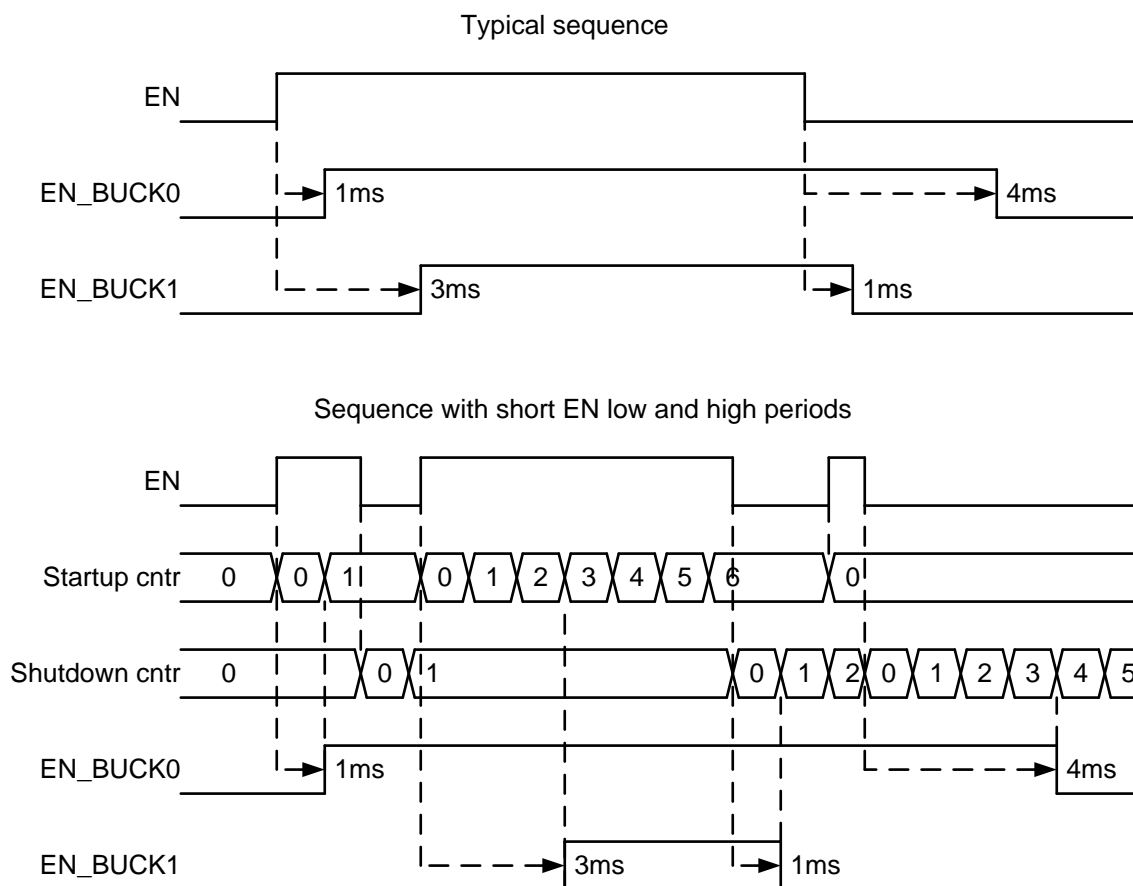 Typical sequence
EN
EN_BUCK0 1ms 4ms
EN_BUCK1 3ms 1ms
Sequence with short EN low and high periods
EN
Startup cntr 0 0 1 0 1 2 3 4 5 6 0
Shutdown cntr 0 0 1 0 1 2 0 1 2 3 4 5
EN_BUCK0 1ms 4ms
EN_BUCK1 3ms 1ms